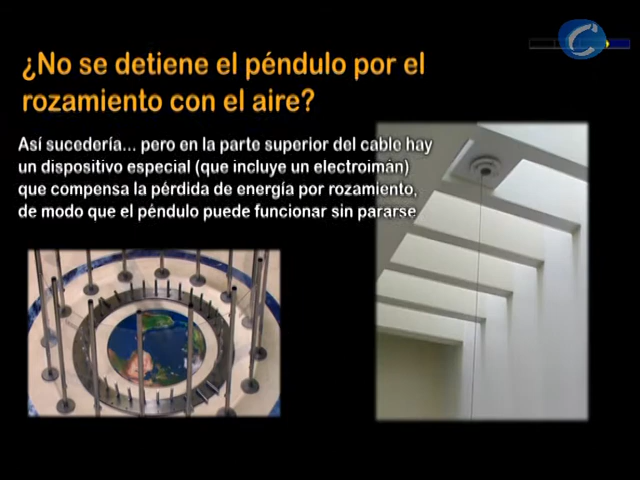 ¿No se detiene el péndulo por el
rozamiento con el aire?
Así sucedería... pero en la parte superior del cable hay
un dispositivo especial (que incluye un electroimán)
que compensa la pérdida de energía por rozamiento,
de modo que el péndulo puede funcionar sin pararse